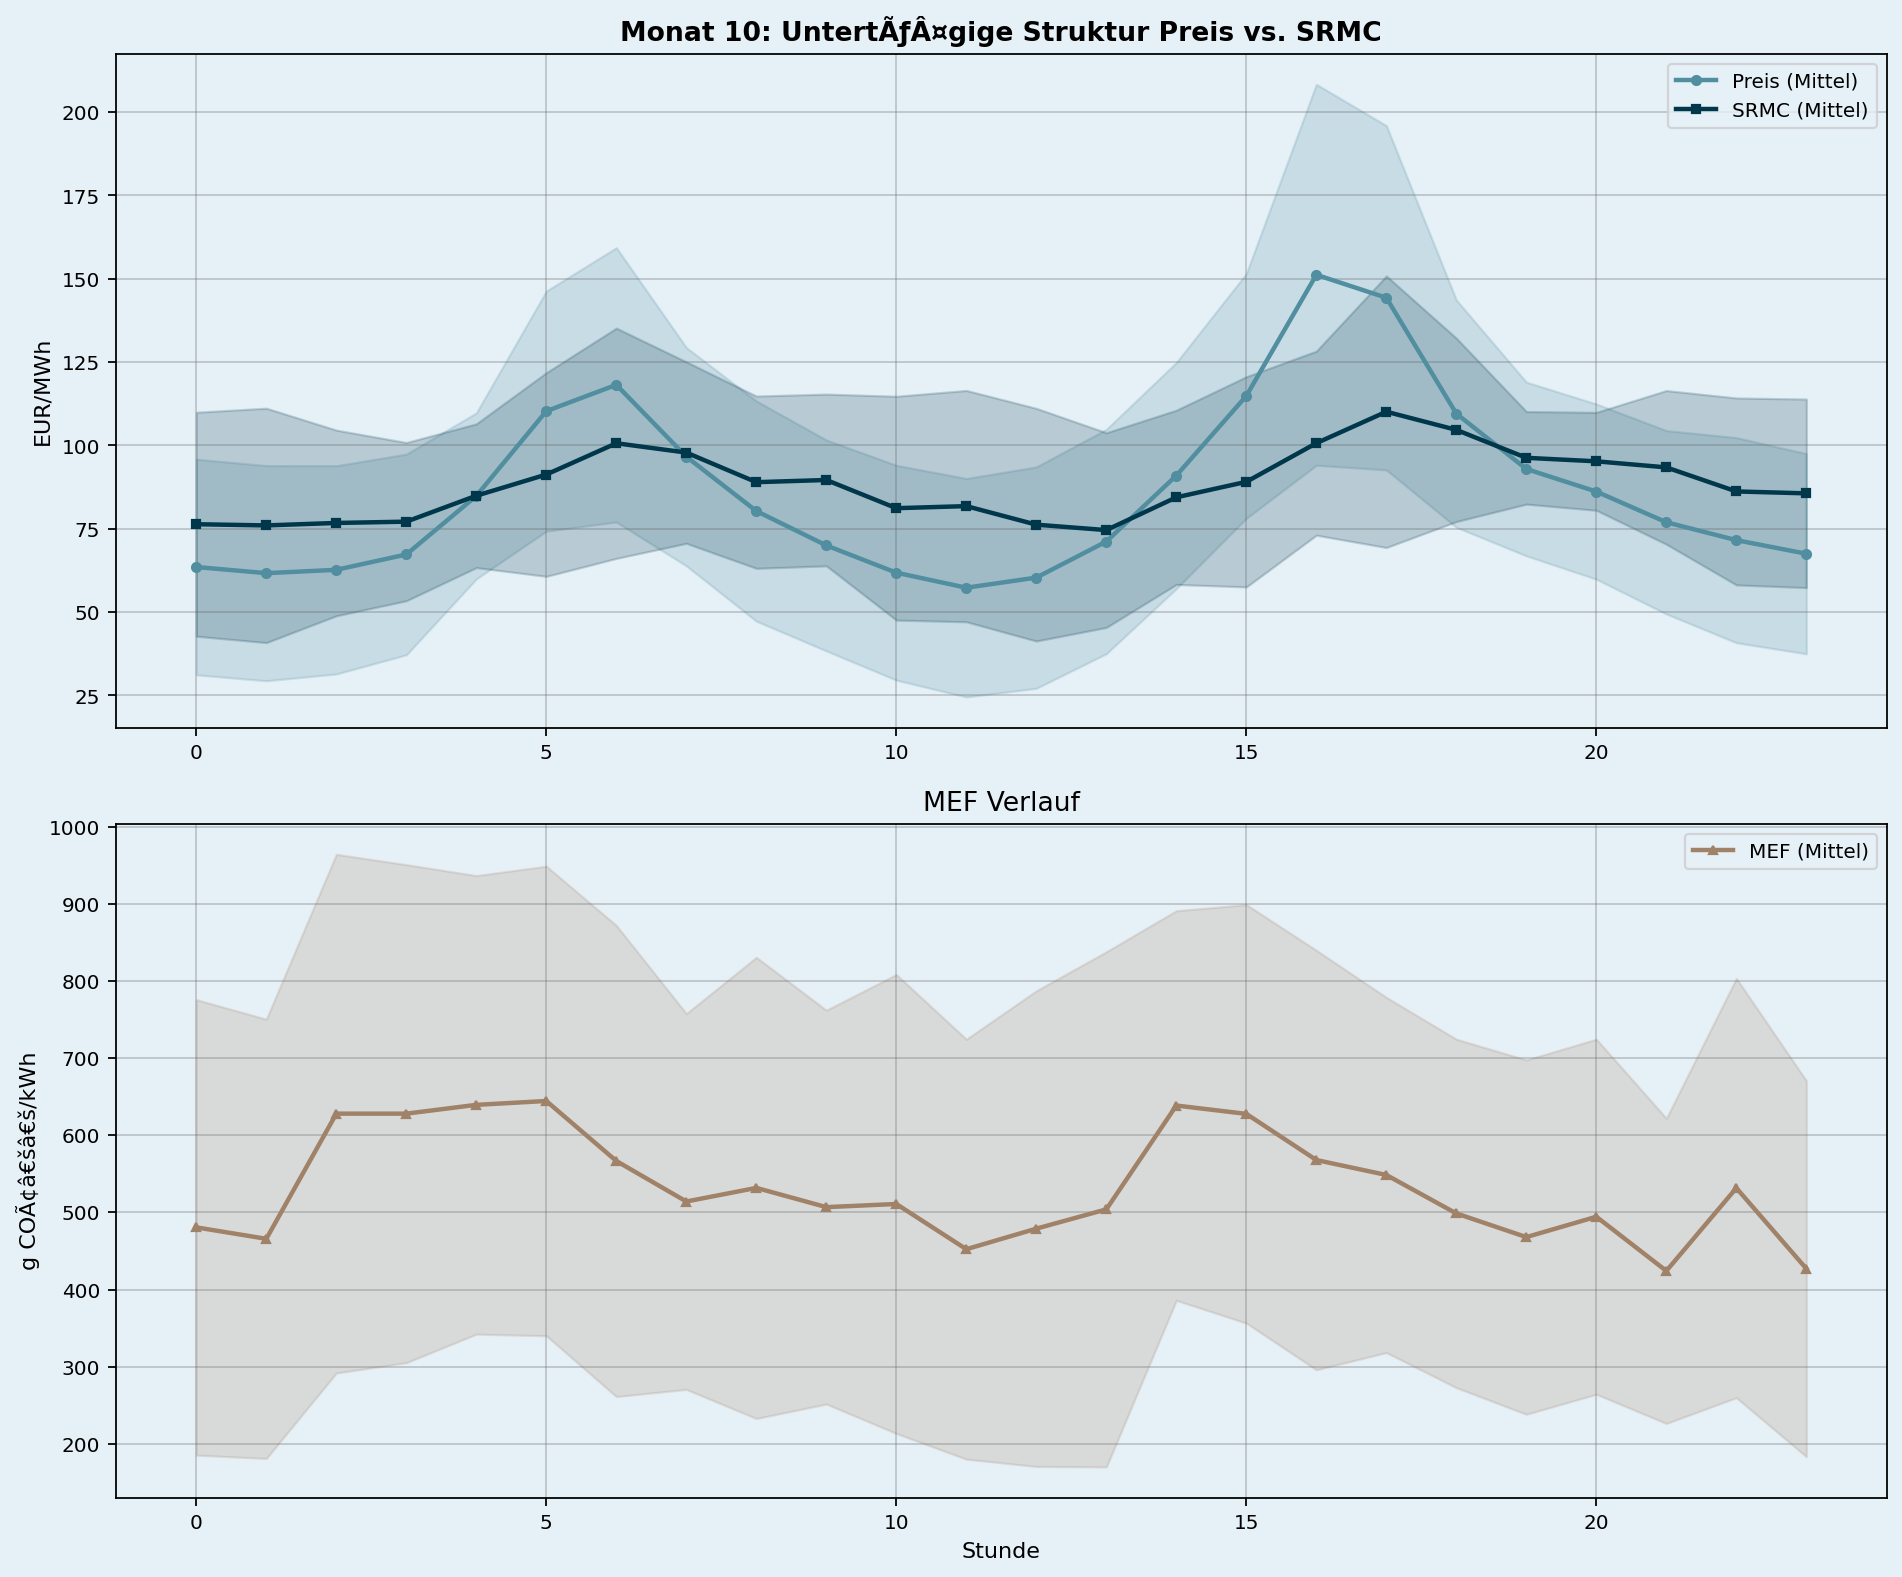 Monat 10: UntertÃƒÂ¤gige Struktur Preis vs. SRMC
Preis (Mittel)
SRMC (Mittel)
EUR/MWh
200
175
150
125
100
75
50
25
0 5 10 15 20
MEF Verlauf
MEF (Mittel)
g COÃ¢â€šâ€š/kWh
1000
900
800
700
600
500
400
300
200
0 5 10 15 20
Stunde